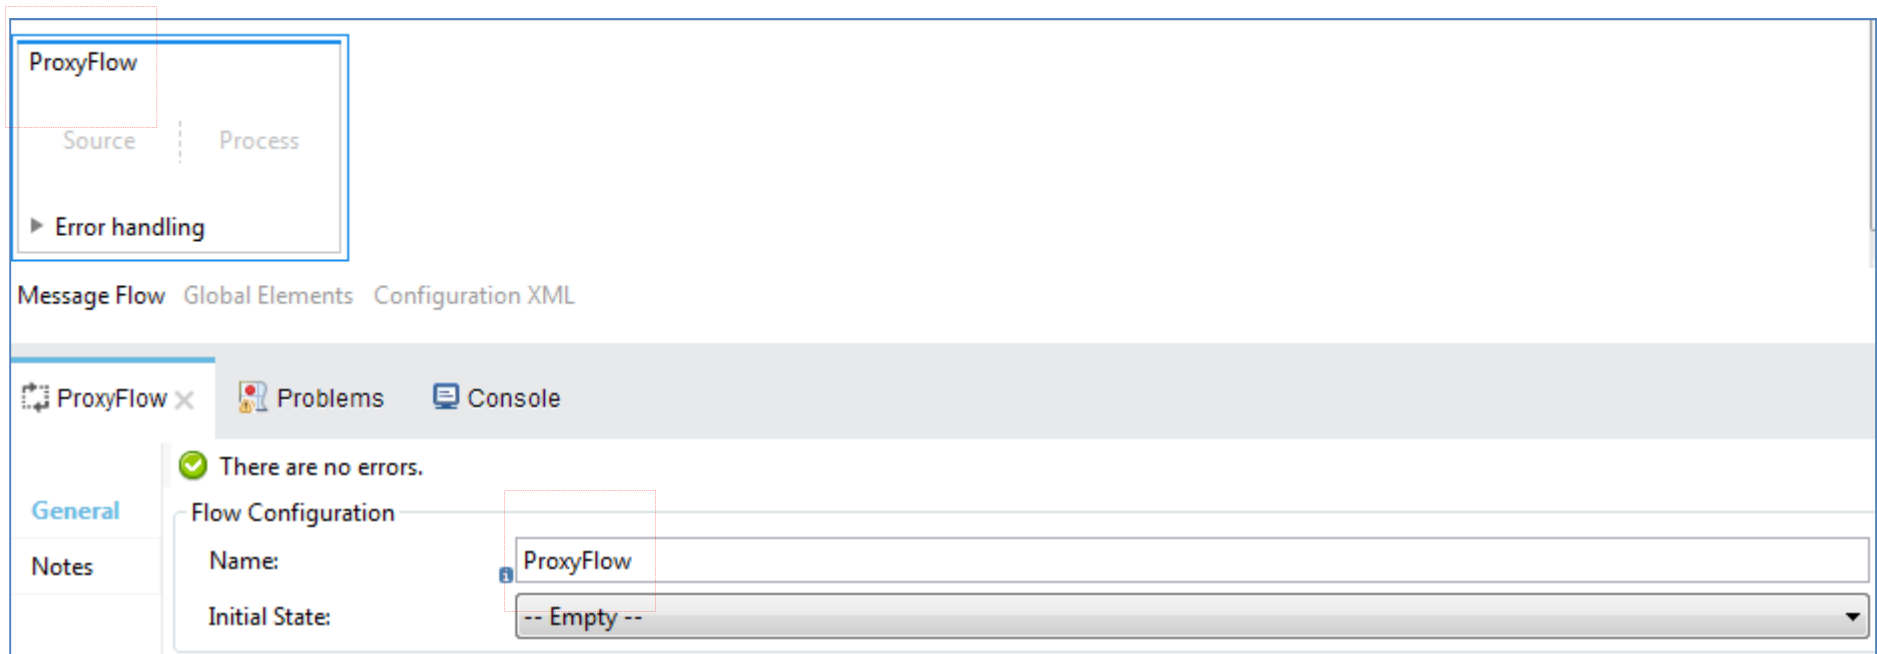 ProxyFlow
Source Process
Error handling
Message Flow Global Elements Configuration XML
ProxyFlow Problems Console
There are no errors.
General
Flow Configuration
Notes
Name: ProxyFlow
Initial State: -- Empty --